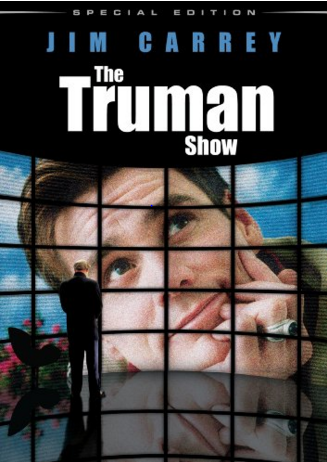 SPECIAL EDITION
JIM CARREY
The
Truman
Show